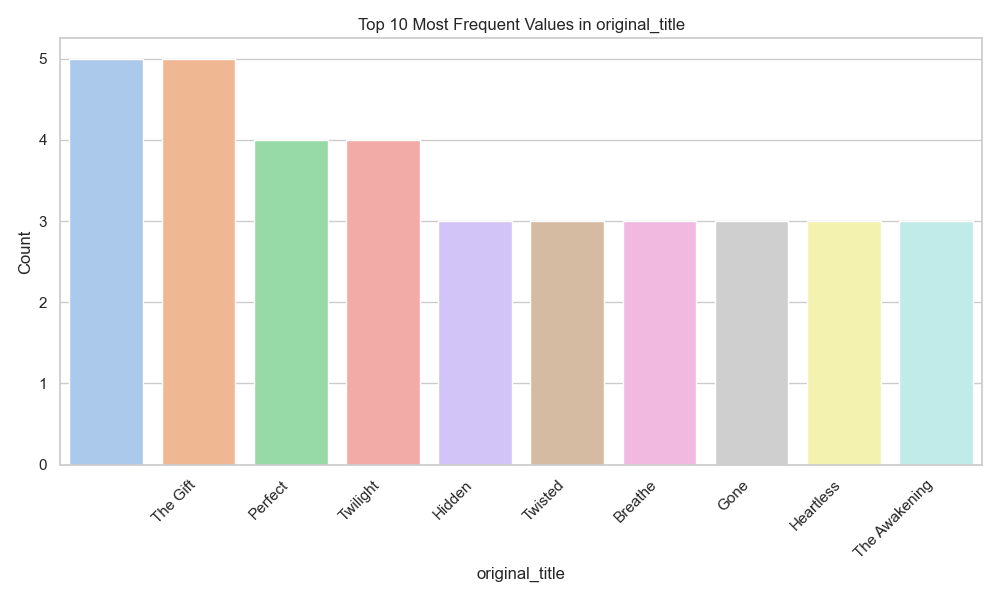 Top 10 Most Frequent Values in original_title
5
4
3
2
1
0
Count
The Gift
Perfect
Twilight
Hidden
Twisted
Breathe
Gone
Heartless
The Awakening
original_title